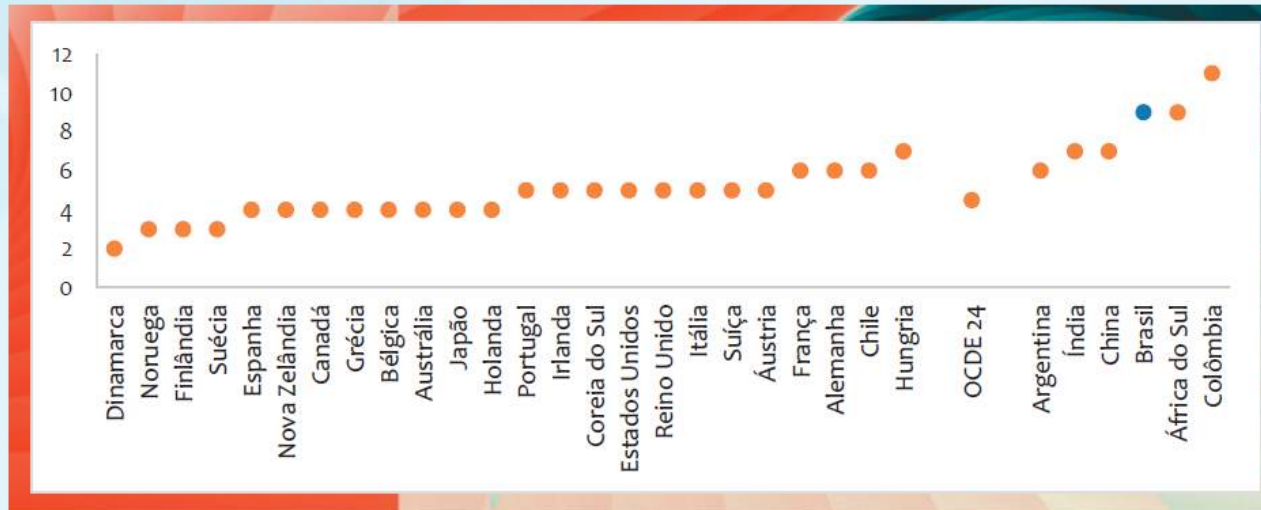 12
10
8
6
4
2
0
Dinamarca
Noruega
Finlândia
Suécia
Espanha
Nova Zelândia
Canadá
Grécia
Bélgica
Austrália
Japão
Holanda
Portugal
Irlanda
Coreia do Sul
Estados Unidos
Reino Unido
Itália
Suíça
Áustria
França
Alemanha
Chile
Hungria
OCDE 24
Argentina
Índia
China
Brasil
África do Sul
Colômbia